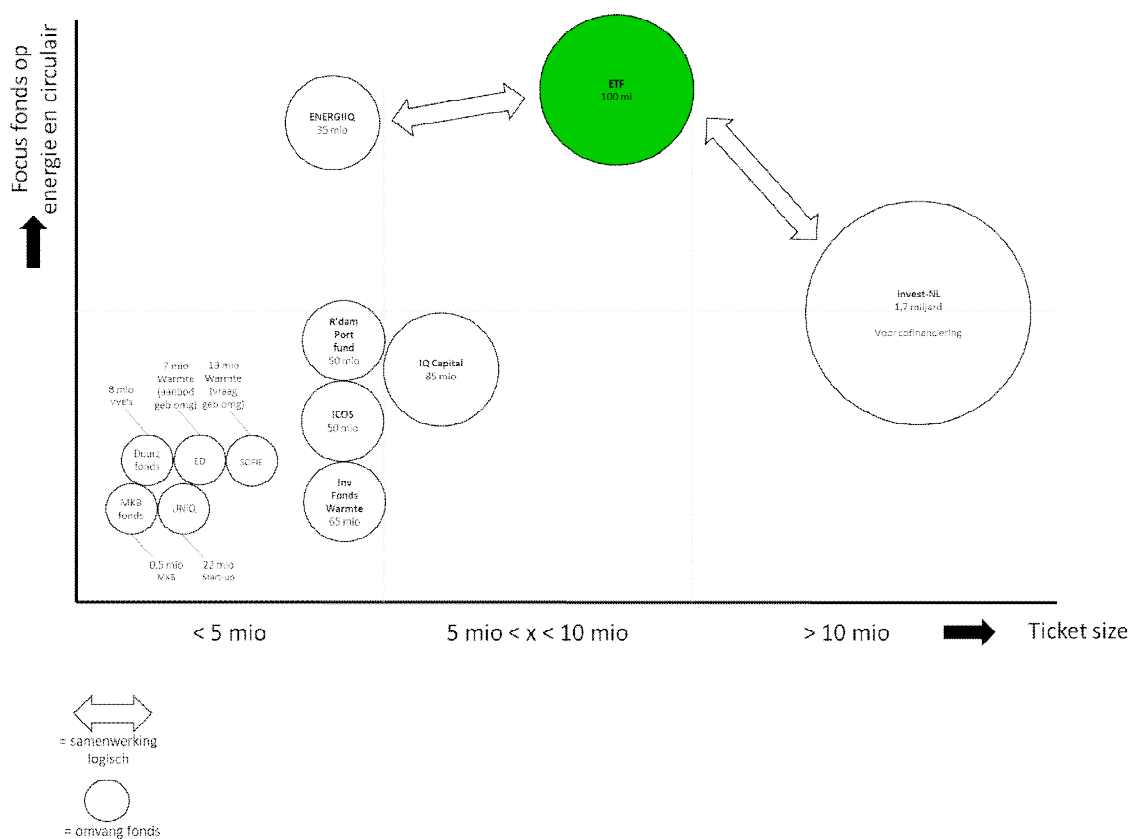 Focus fonds op
energie en circulair
ETF
100 mi
ENERGIIQ
35 mio
Invest-NL
1,7 miljard
Voor cofinanciering
R'dam
Port
fund
50 mio
IQ Capital
85 mio
ICOS
50 mio
Inv
Fonds
Warmte
65 mio
8 mio
VvE's
7 mio
Warmte
(aanbod
geb omg)
13 mio
Warmte
(vraag
geb omg)
Duurz
fonds
ED
SOFIE
MKB
fonds
UNIQ
0,5 mio
MKB
22 mio
Start-up
< 5 mio
5 mio < x < 10 mio
> 10 mio
Ticket size
= samenwerking
logisch
= omvang fonds